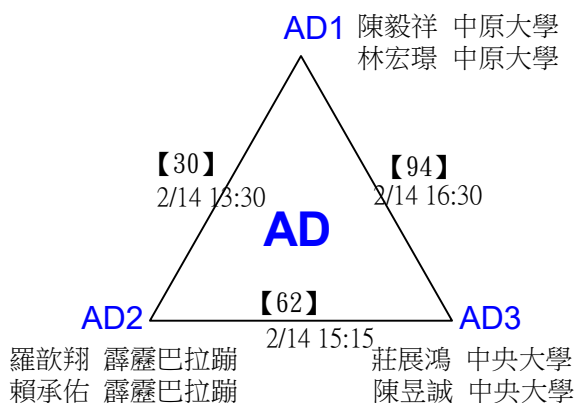 AD1 陳毅祥 中原大學
林宏璟 中原大學
【30】
2/14 13:30
【94】
2/14 16:30
AD
【62】
2/14 15:15
AD2
AD3
羅歆翔 霹靂巴拉蹦
賴承佑 霹靂巴拉蹦
莊展鴻 中央大學
陳昱誠 中央大學